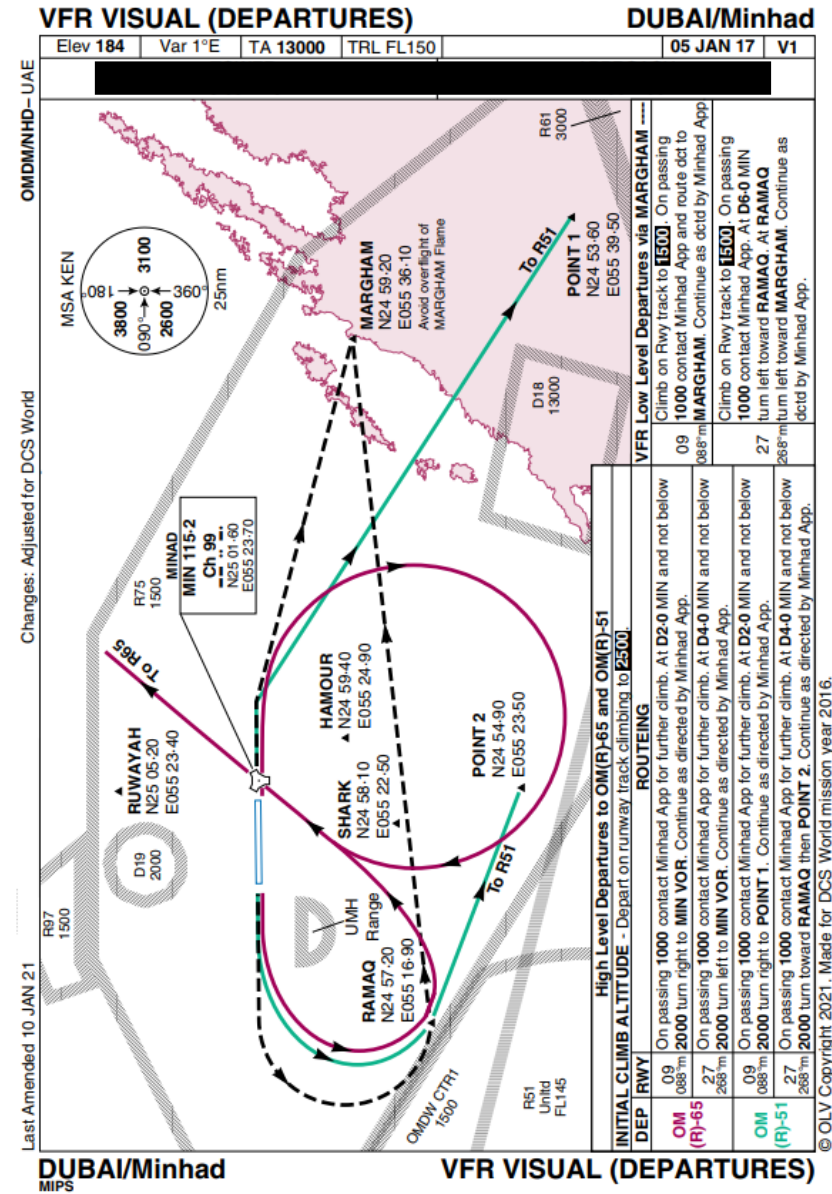 VFR VISUAL (DEPARTURES) DUBAI/Minhad
Elev 184 Var 1°E TA 13000 TRL FL150 05 JAN 17 V1
OMDM/NHD– UAE
Changes: Adjusted for DCS World
Last Amended 10 JAN 21
MSA KEN
180°
3100
3800
090°
2600
360°
25nm
R61
3000
To R51
POINT 1
N24 53·60
E055 39·50
MARGHAM
N24 59·20
E055 36·10
Avoid overflight of
MARGHAM Flame
D18
13000
R75
1500
MINAD
MIN 115·2
Ch 99
N25 01·60
E055 23·70
To R65
RUWAYAH
N25 05·20
E055 23·40
HAMOUR
N24 59·40
E055 24·90
SHARK
N24 58·10
E055 22·50
POINT 2
N24 54·90
E055 23·50
To R51
D19
2000
R97
1500
UMH
Range
RAMAQ
N24 57·20
E055 16·90
OMDW CTR1
1500
R51
Unltd
FL145
High Level Departures to OM(R)-65 and OM(R)-51
INITIAL CLIMB ALTITUDE - Depart on runway track climbing to 2500.
DEP RWY ROUTEING
OM
(R)-65
09
088°m
On passing 1000 contact Minhad App for further climb. At D2·0 MIN and not below
2000 turn right to MIN VOR. Continue as directed by Minhad App.
27
268°m
On passing 1000 contact Minhad App for further climb. At D4·0 MIN and not below
2000 turn left to MIN VOR. Continue as directed by Minhad App.
OM
(R)-51
09
088°m
On passing 1000 contact Minhad App for further climb. At D2·0 MIN and not below
2000 turn right to POINT 1. Continue as directed by Minhad App.
27
268°m
On passing 1000 contact Minhad App for further climb. At D4·0 MIN and not below
2000 turn toward RAMAQ then POINT 2. Continue as directed by Minhad App.
VFR Low Level Departures via MARGHAM ----
09
088°m
Climb on Rwy track to 1500. On passing
1000 contact Minhad App and route dct to
MARGHAM. Continue as dctd by Minhad App
27
268°m
Climb on Rwy track to 1500. On passing
1000 contact Minhad App. At D6·0 MIN
turn left toward RAMAQ. At RAMAQ
turn left toward MARGHAM. Continue as
dctd by Minhad App.
© OLV Copyright 2021. Made for DCS World mission year 2016.
DUBAI/Minhad VFR VISUAL (DEPARTURES)
MIPS